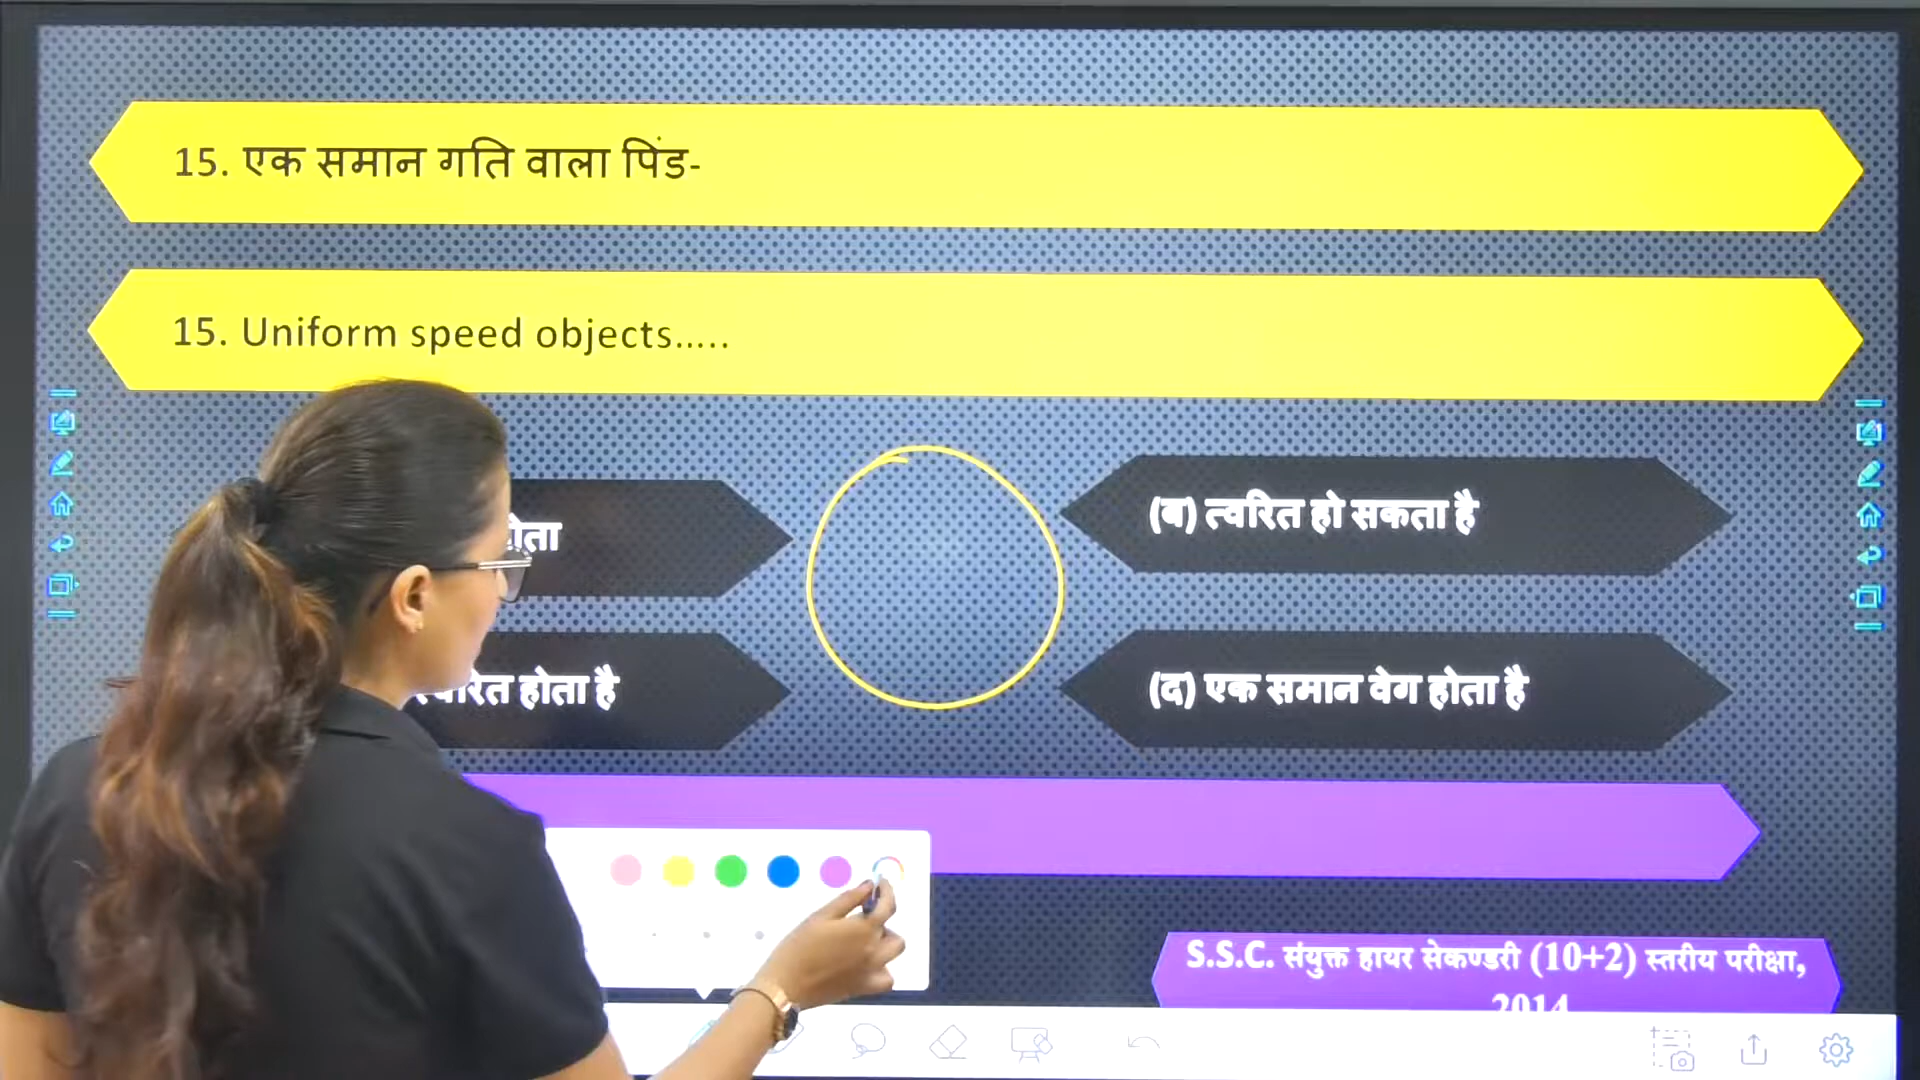 15. एक समान गति वाला पिंड-
15. Uniform speed objects.....
(ब) त्वरित हो सकता है
होता है
(द) एक समान वेग होता है
S.S.C. संयुक्त हायर सेकण्डरी (10+2) स्तरीय परीक्षा,
2014